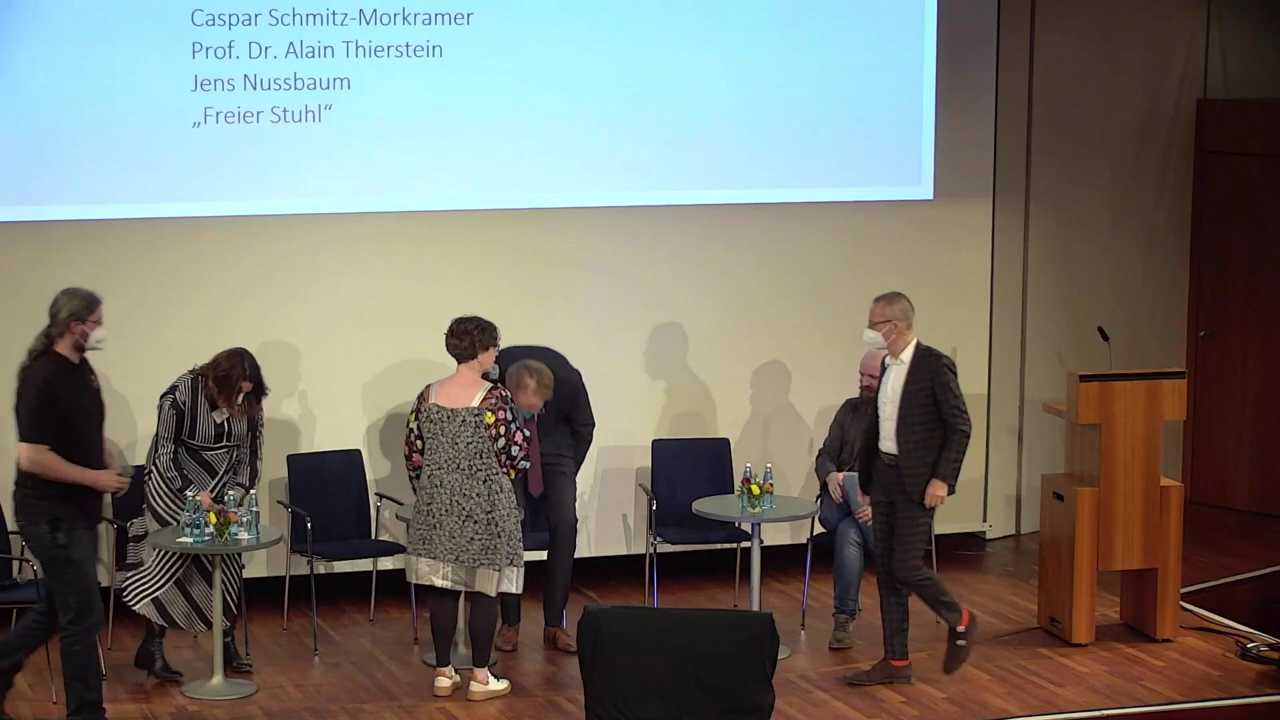 Caspar Schmitz-Morkramer
Prof. Dr. Alain Thierstein
Jens Nussbaum
„Freier Stuhl“